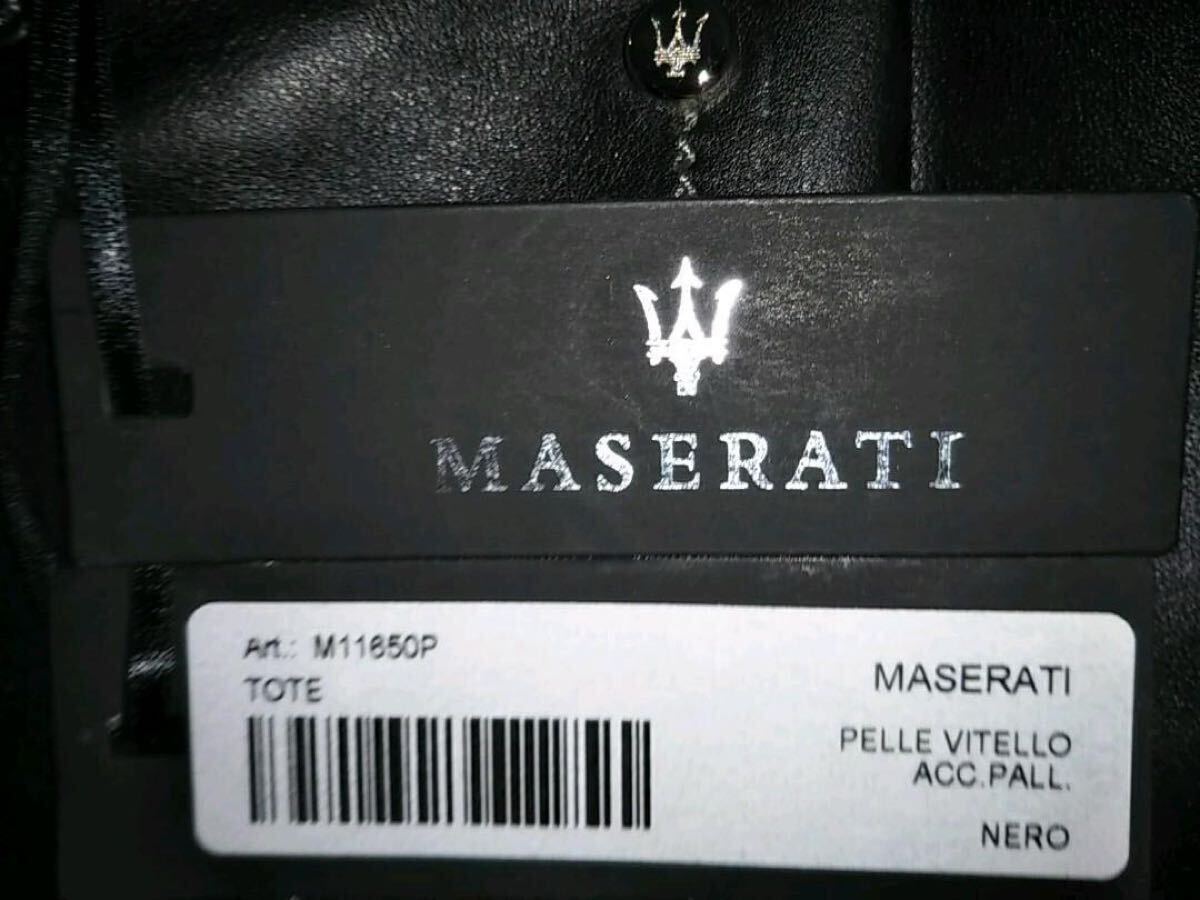 MASERATI
Art.: M11650P
TOTE
MASERATI
PELLE VITELLO
ACC.PALL.
NERO